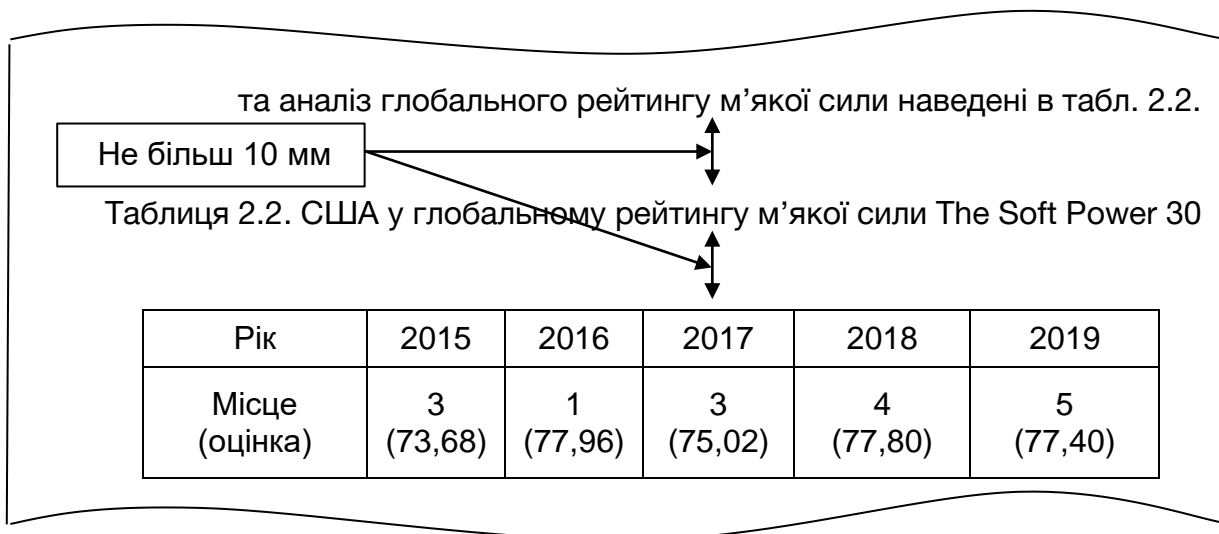 та аналіз глобального рейтингу м’якої сили наведені в табл. 2.2.
Не більш 10 мм
Таблиця 2.2. США у глобальному рейтингу м’якої сили The Soft Power 30
Рік 2015 2016 2017 2018 2019
Місце 3 1 3 4 5
(оцінка) (73,68) (77,96) (75,02) (77,80) (77,40)